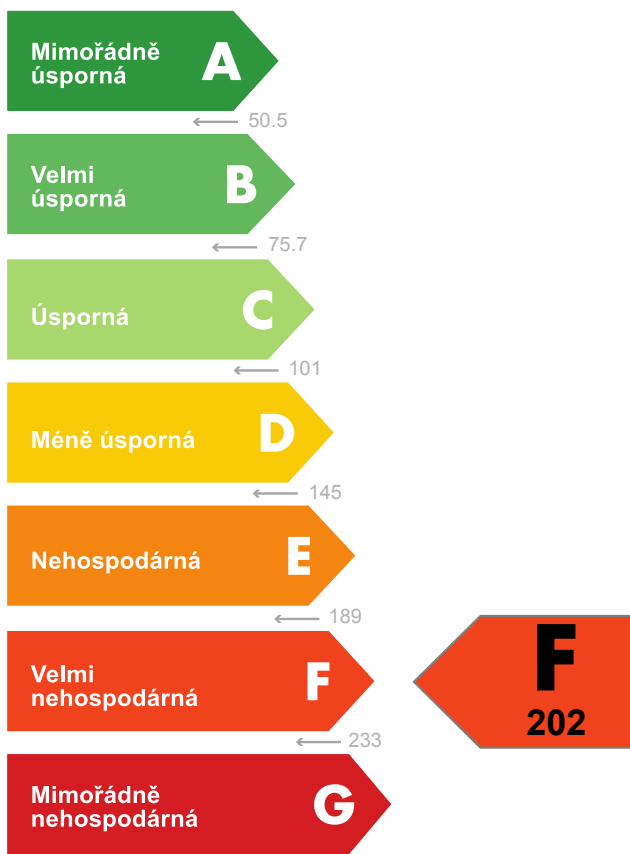 Mimořádně
úsporná A
50.5
Velmi
úsporná B
75.7
Úsporná C
101
Méně úsporná D
145
Nehospodárná E
189
Velmi
nehospodárná F
F
202
233
Mimořádně
nehospodárná G